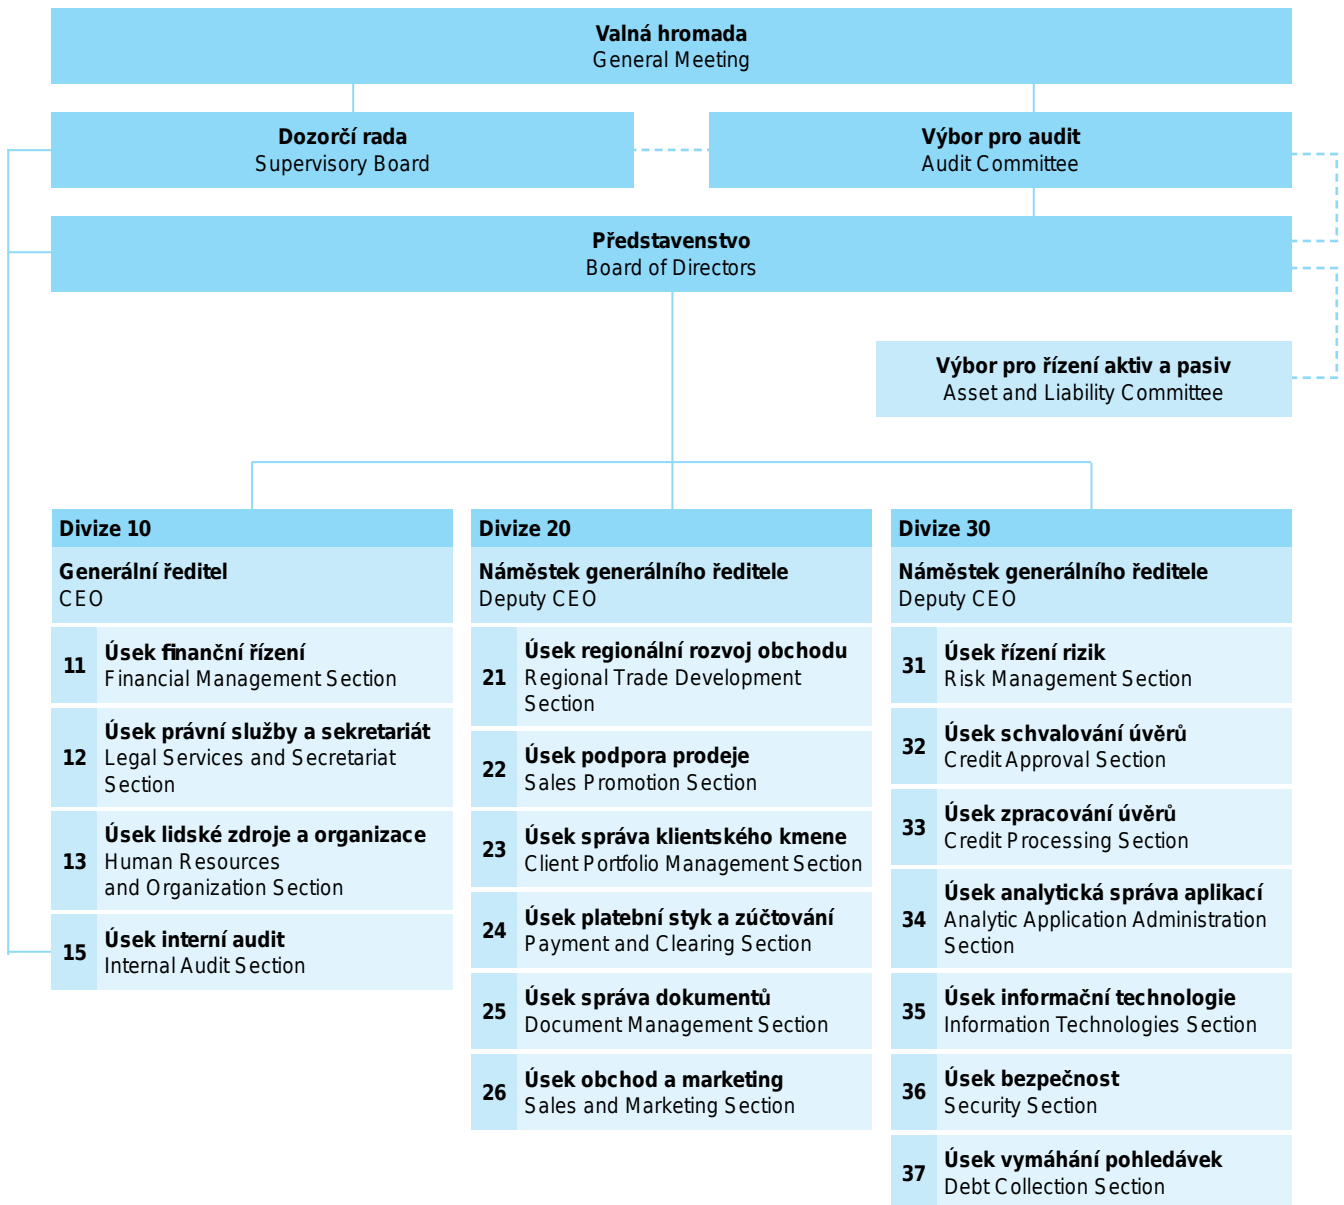 Valná hromada
General Meeting
Dozorčí rada
Supervisory Board
Výbor pro audit
Audit Committee
Představenstvo
Board of Directors
Výbor pro řízení aktiv a pasiv
Asset and Liability Committee
Divize 10
Generální ředitel
CEO
11
Úsek finanční řízení
Financial Management Section
12
Úsek právní služby a sekretariát
Legal Services and Secretariat
Section
13
Úsek lidské zdroje a organizace
Human Resources
and Organization Section
15
Úsek interní audit
Internal Audit Section
Divize 20
Náměstek generálního ředitele
Deputy CEO
21
Úsek regionální rozvoj obchodu
Regional Trade Development
Section
22
Úsek podpora prodeje
Sales Promotion Section
23
Úsek správa klientského kmene
Client Portfolio Management Section
24
Úsek platební styk a zúčtování
Payment and Clearing Section
25
Úsek správa dokumentů
Document Management Section
26
Úsek obchod a marketing
Sales and Marketing Section
Divize 30
Náměstek generálního ředitele
Deputy CEO
31
Úsek řízení rizik
Risk Management Section
32
Úsek schvalování úvěrů
Credit Approval Section
33
Úsek zpracování úvěrů
Credit Processing Section
34
Úsek analytická správa aplikací
Analytic Application Administration
Section
35
Úsek informační technologie
Information Technologies Section
36
Úsek bezpečnost
Security Section
37
Úsek vymáhání pohledávek
Debt Collection Section